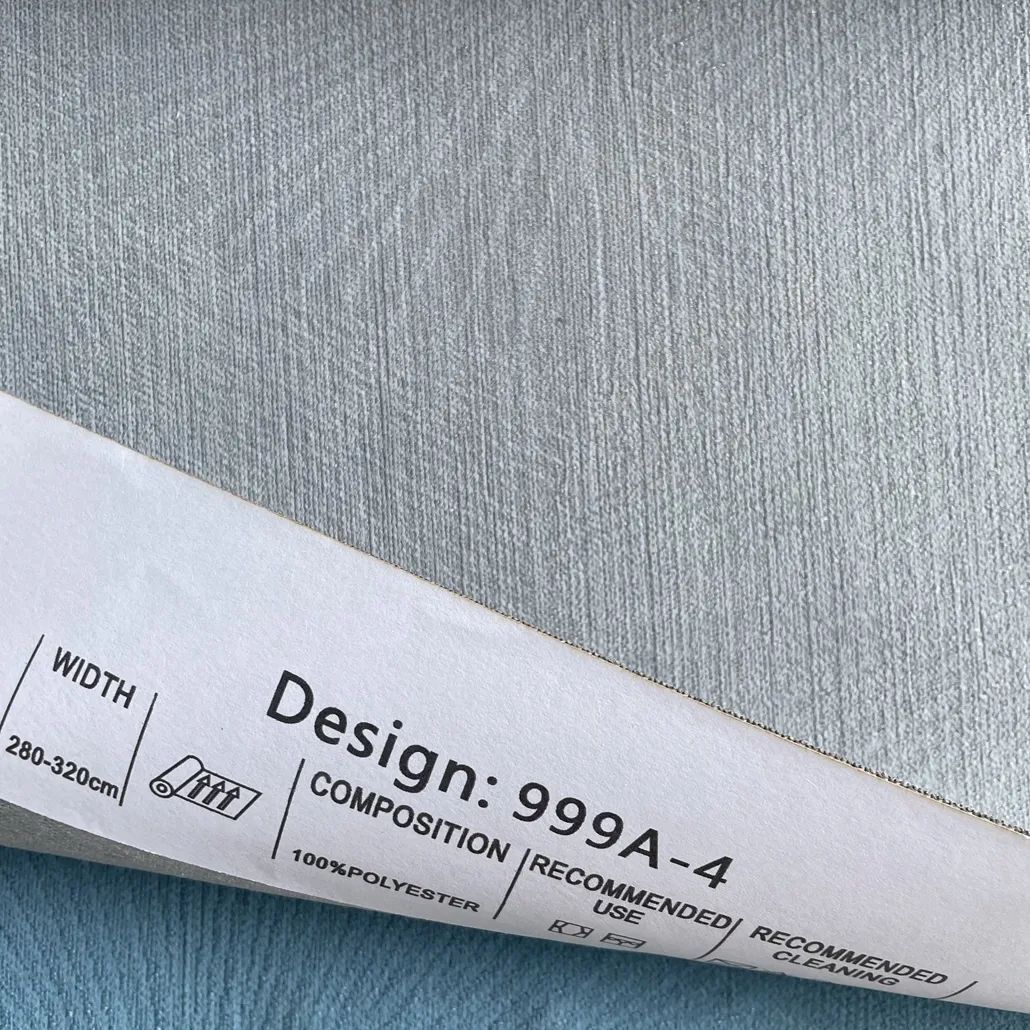 Design: 999A-4
WIDTH
280-320cm
COMPOSITION
100%POLYESTER
RECOMMENDED
USE
RECOMMENDED
CLEANING